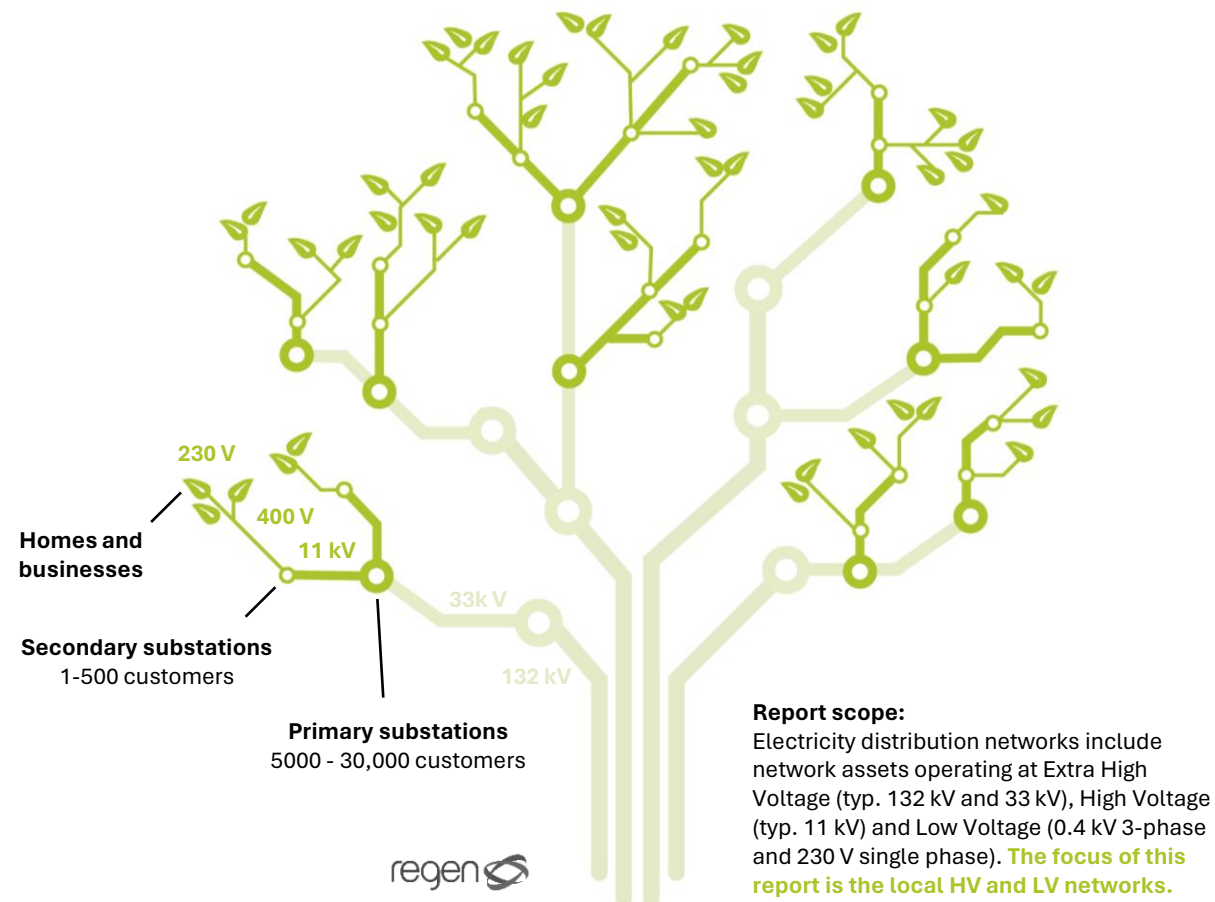 230 V
400 V
Homes and
businesses
11 kV
33k V
Secondary substations
1-500 customers
132 kV
Primary substations
5000 - 30,000 customers
Report scope:
Electricity distribution networks include
network assets operating at Extra High
Voltage (typ. 132 kV and 33 kV), High Voltage
(typ. 11 kV) and Low Voltage (0.4 kV 3-phase
and 230 V single phase). The focus of this
report is the local HV and LV networks.
regen